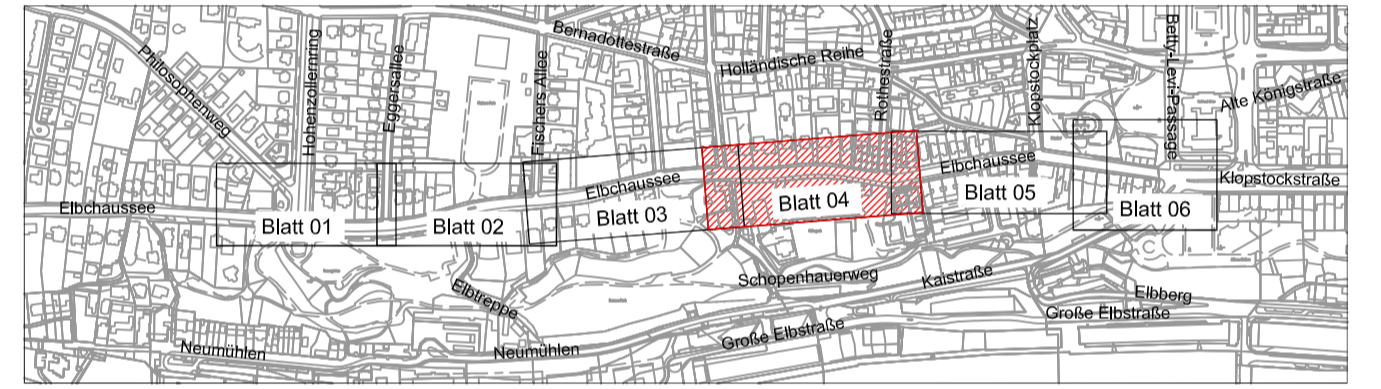 Philosophenweg
Hohenzollernring
Eggersallee
Fischers Allee
Bernadottestraße
Holländische Reihe
Rothestraße
Klopstockplatz
Betty-Levi-Passage
Alte Königstraße
Elbchaussee
Elbchaussee
Elbchaussee
Klopstockstraße
Blatt 01
Blatt 02
Blatt 03
Blatt 04
Blatt 05
Blatt 06
Schopenhauerweg
Kaistraße
Elbtreppe
Elbberg
Große Elbstraße
Große Elbstraße
Neumühlen
Neumühlen